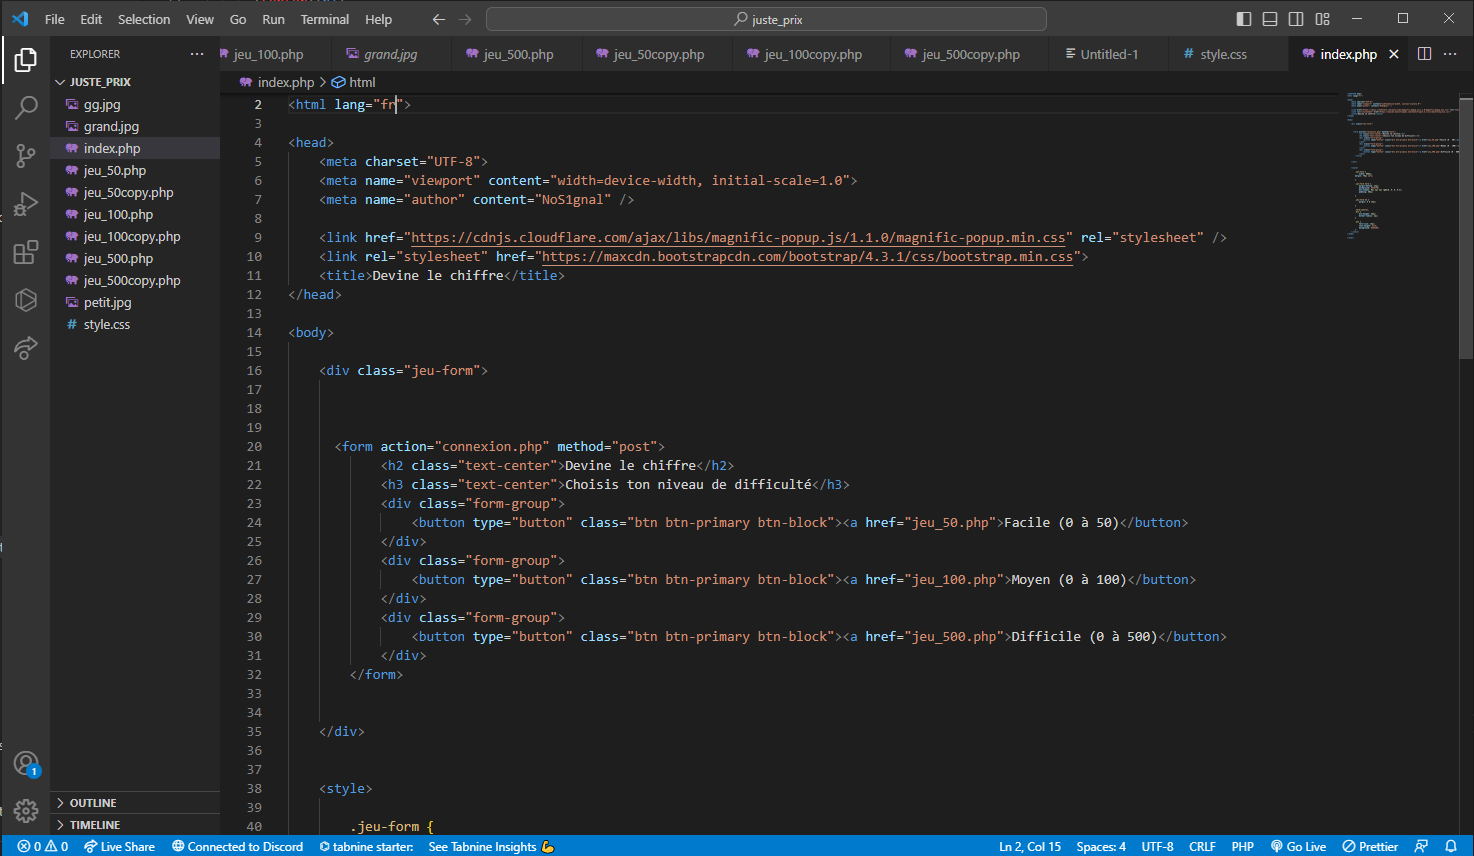 File Edit Selection View Go Run Terminal Help
juste_prix
EXPLORER
JUSTE_PRIX
gg.jpg
grand.jpg
index.php
jeu_50.php
jeu_50copy.php
jeu_100.php
jeu_100copy.php
jeu_500.php
jeu_500copy.php
petit.jpg
style.css
OUTLINE
TIMELINE
jeu_100.php grand.jpg jeu_500.php jeu_50copy.php jeu_100copy.php jeu_500copy.php Untitled-1 style.css index.php
index.php > html
2 <html lang="fr">
3
4 <head>
5 <meta charset="UTF-8">
6 <meta name="viewport" content="width=device-width, initial-scale=1.0">
7 <meta name="author" content="NoS1gnal" />
8
9 <link href="https://cdnjs.cloudflare.com/ajax/libs/magnific-popup.js/1.1.0/magnific-popup.min.css" rel="stylesheet" />
10 <link rel="stylesheet" href="https://maxcdn.bootstrapcdn.com/bootstrap/4.3.1/css/bootstrap.min.css">
11 <title>Devine le chiffre</title>
12 </head>
13
14 <body>
15
16 <div class="jeu-form">
17
18
19
20 <form action="connexion.php" method="post">
21 <h2 class="text-center">Devine le chiffre</h2>
22 <h3 class="text-center">Choisis ton niveau de difficulté</h3>
23 <div class="form-group">
24 <button type="button" class="btn btn-primary btn-block"><a href="jeu_50.php">Facile (0 à 50)</button>
25 </div>
26 <div class="form-group">
27 <button type="button" class="btn btn-primary btn-block"><a href="jeu_100.php">Moyen (0 à 100)</button>
28 </div>
29 <div class="form-group">
30 <button type="button" class="btn btn-primary btn-block"><a href="jeu_500.php">Difficile (0 à 500)</button>
31 </div>
32 </form>
33
34
35 </div>
36
37
38 <style>
39
40 .jeu-form {
1
0 0 Live Share Connected to Discord tabnine starter: See Tabnine Insights 💪 Ln 2, Col 15 Spaces: 4 UTF-8 CRLF PHP Go Live Prettier